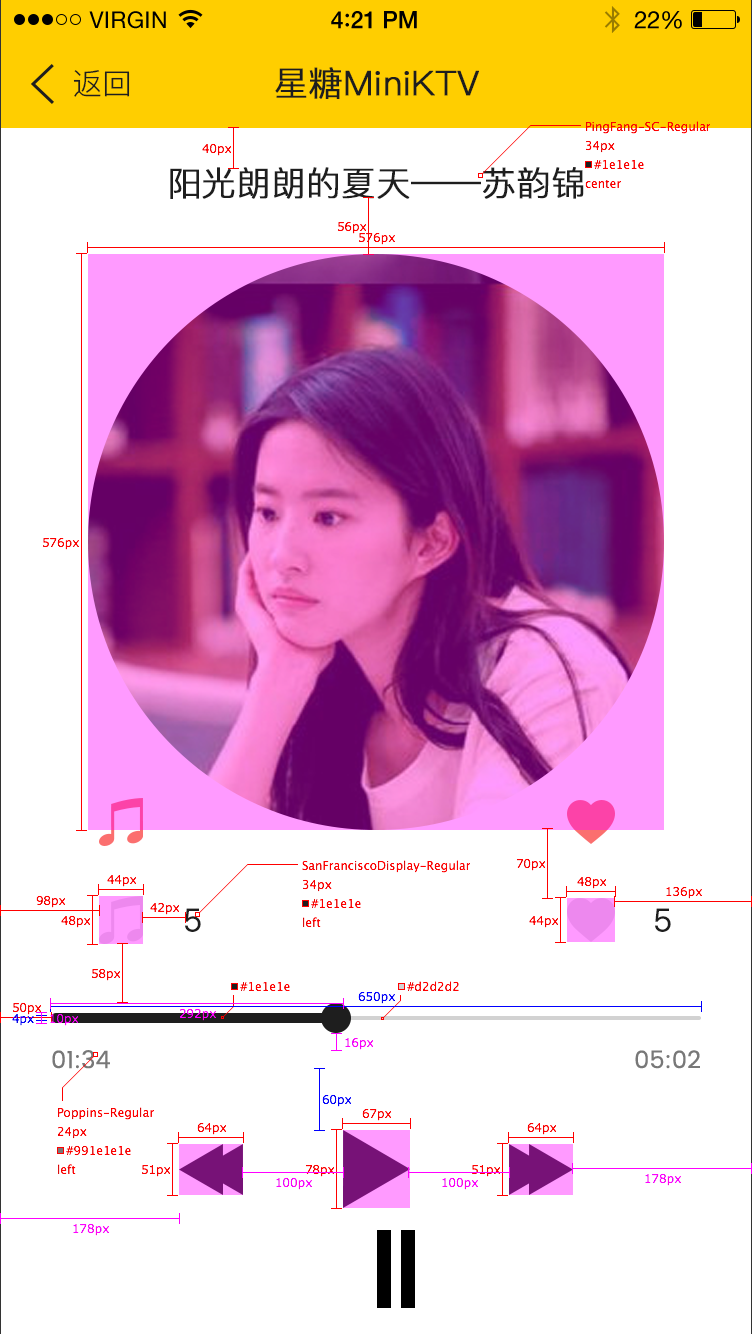 VIRGIN 4:21 PM 22%
返回 星糖MiniKTV
PingFang-SC-Regular
34px
#1e1e1e
center
40px
阳光朗朗的夏天——苏韵锦
56px
576px
576px
SanFranciscoDisplay-Regular
34px
#1e1e1e
left
70px
44px
48px
98px
42px
136px
48px
44px
5
5
58px
#1e1e1e
#d2d2d2
650px
50px
4px
10px
292px
16px
01:34
05:02
60px
Poppins-Regular
24px
#991e1e1e
left
64px
67px
64px
51px
78px
51px
100px
100px
178px
178px